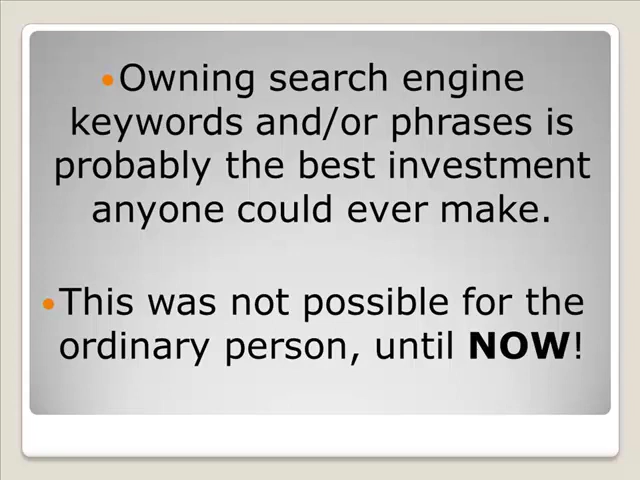 •Owning search engine
keywords and/or phrases is
probably the best investment
anyone could ever make.
•This was not possible for the
ordinary person, until NOW!